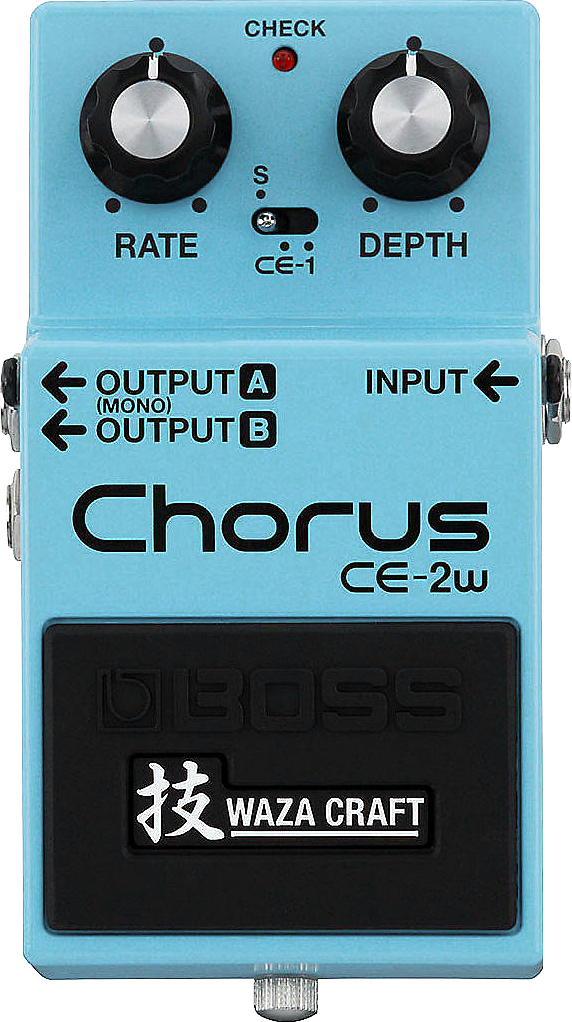 CHECK
S
RATE
DEPTH
CE-1
OUTPUT A
INPUT
(MONO)
OUTPUT B
Chorus
CE-2w
BOSS
技 WAZA CRAFT